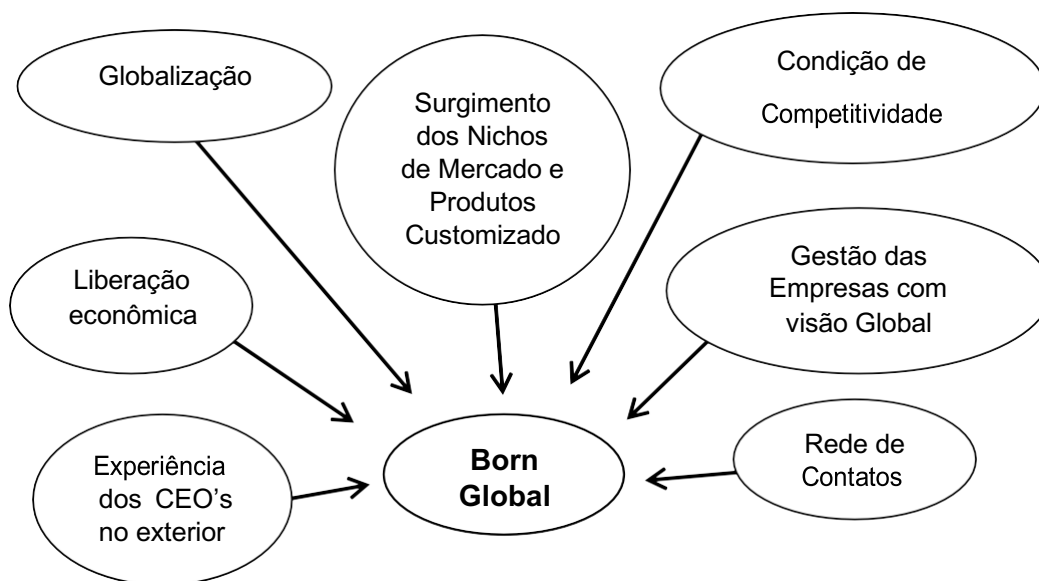 Globalização
Surgimento
dos Nichos
de Mercado e
Produtos
Customizado
Condição de
Competitividade
Liberação
econômica
Gestão das
Empresas com
visão Global
Experiência
dos CEO’s
no exterior
Born
Global
Rede de
Contatos